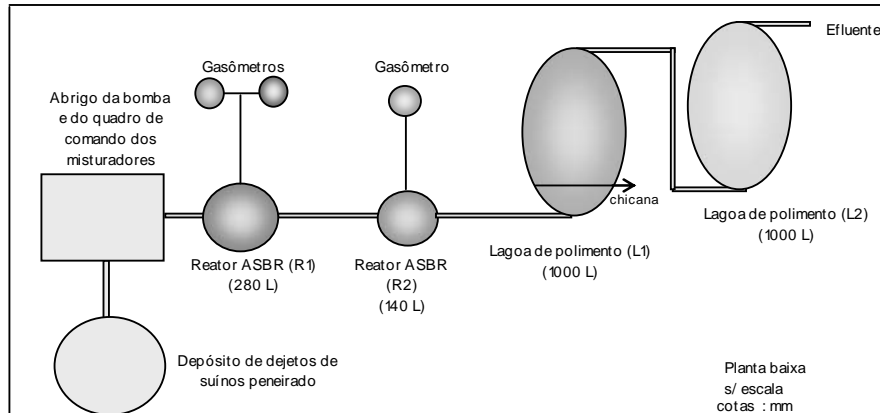 Efluente
Gasômetros
Gasômetro
Abrigo da bomba
e do quadro de
comando dos
misturadores
chicana
Lagoa de polimento (L2)
(1000 L)
Lagoa de polimento (L1)
(1000 L)
Reator ASBR (R1)
(280 L)
Reator ASBR
(R2)
(140 L)
Depósito de dejetos de
suínos peneirado
Planta baixa
s/ escala
cotas : mm